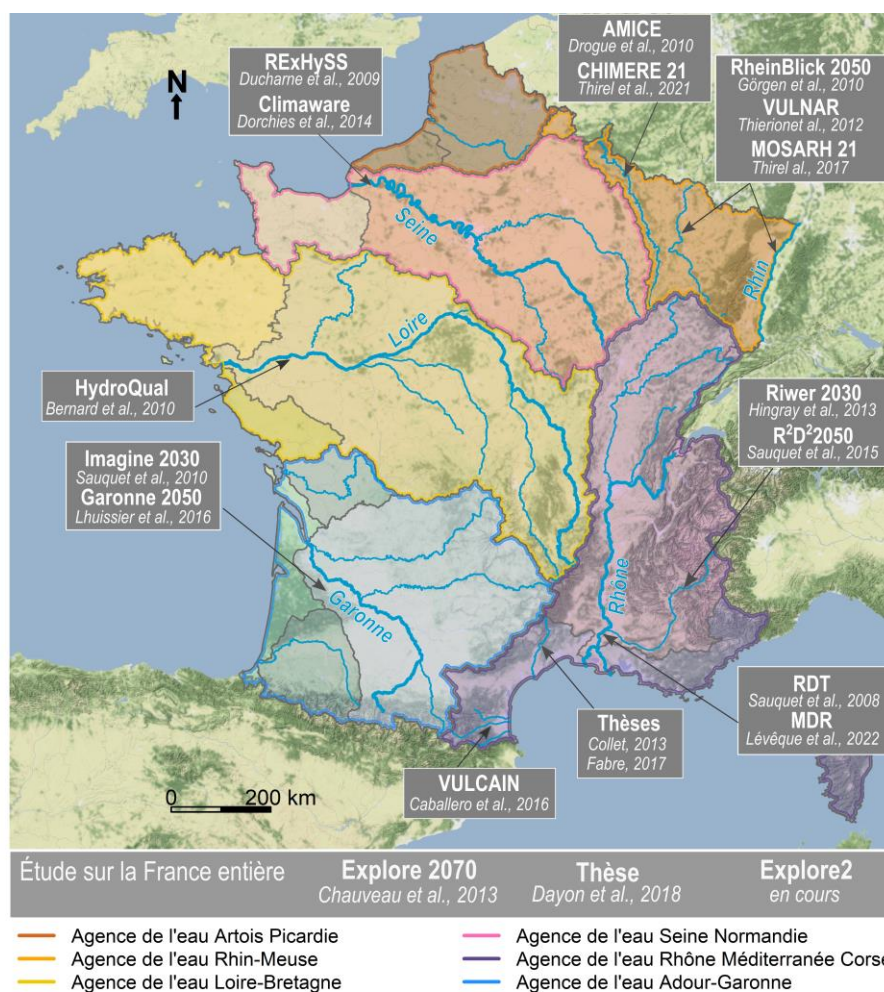 RExHySS
Ducharne et al., 2009
Climaware
Dorchies et al., 2014
N
AMICE
Drogue et al., 2010
CHIMERE 21
Thirel et al., 2021
RheinBlick 2050
Görgen et al., 2010
VULNAR
Thierionet al., 2012
MOSARH 21
Thirel et al., 2017
Seine
Rhin
Loire
HydroQual
Bernard et al., 2010
Riwer 2030
Hingray et al., 2013
R²D²2050
Sauquet et al., 2015
Imagine 2030
Sauquet et al., 2010
Garonne 2050
Lhuissier et al., 2016
Garonne
Rhône
RDT
Sauquet et al., 2008
MDR
Lévêque et al., 2022
Thèses
Collet, 2013
Fabre, 2017
VULCAIN
Caballero et al., 2016
0 200 km
Étude sur la France entière
Explore 2070
Chauveau et al., 2013
Thèse
Dayon et al., 2018
Explore2
en cours
Agence de l'eau Artois Picardie
Agence de l'eau Rhin-Meuse
Agence de l'eau Loire-Bretagne
Agence de l'eau Seine Normandie
Agence de l'eau Rhône Méditerranée Corse
Agence de l'eau Adour-Garonne